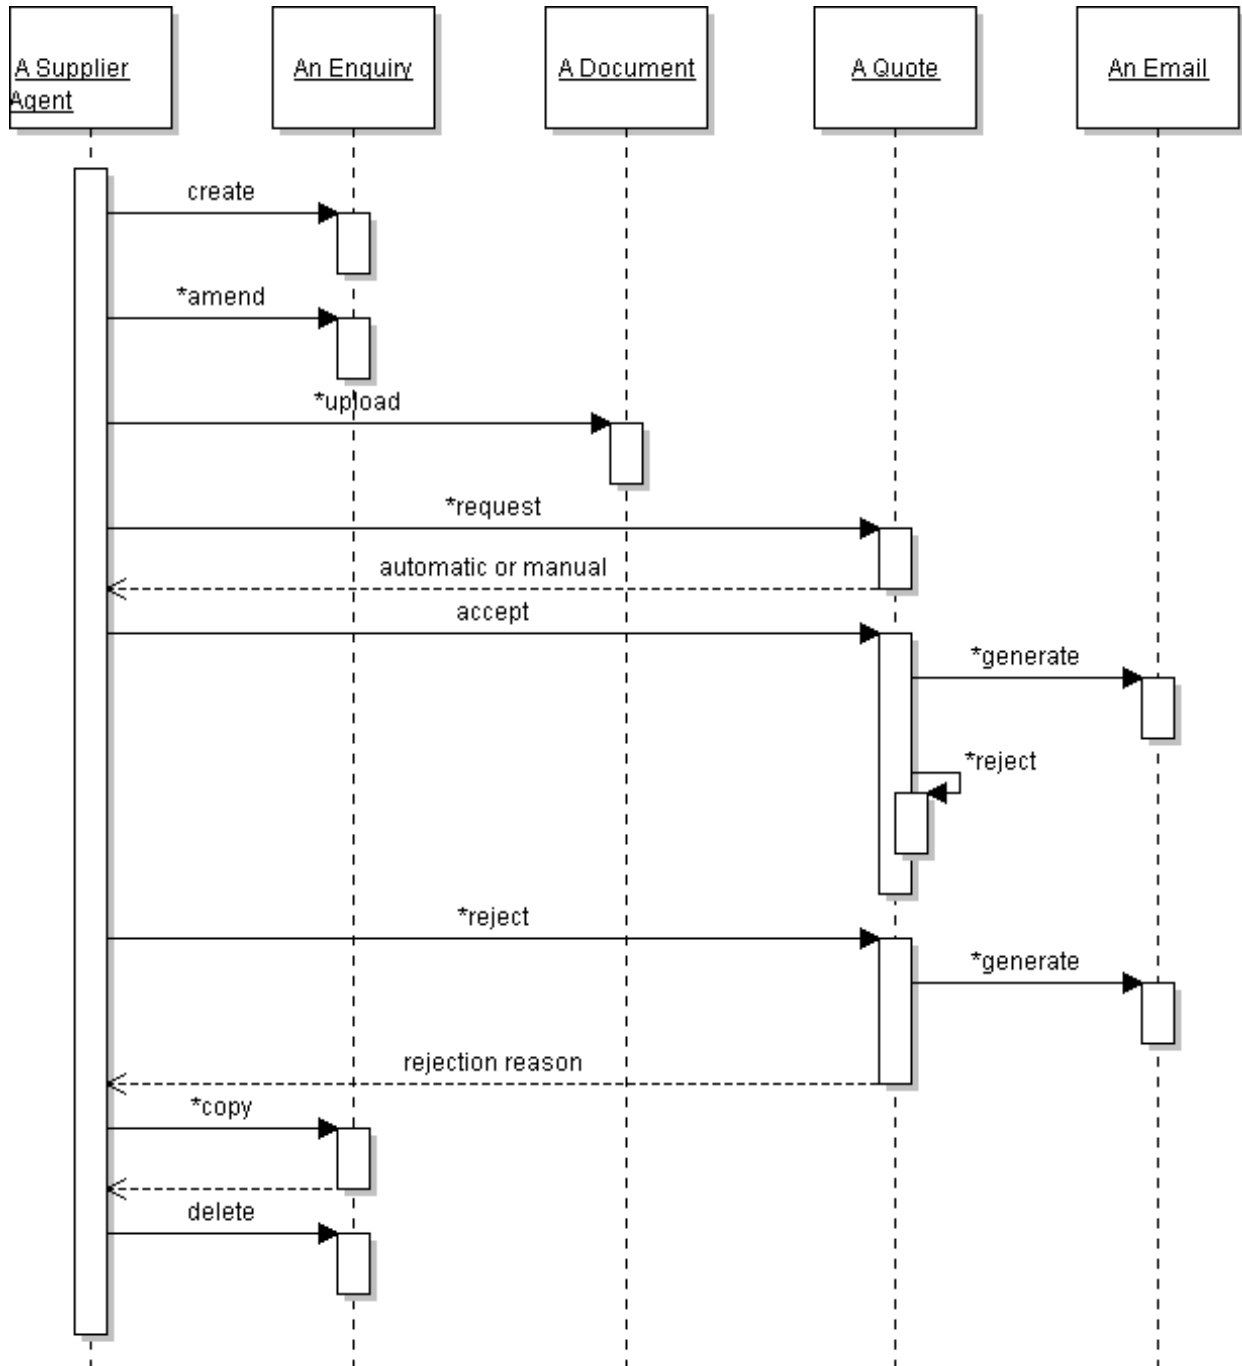 A Supplier
Agent
An Enquiry
A Document
A Quote
An Email
create
*amend
*upload
*request
automatic or manual
accept
*generate
*reject
*reject
*generate
rejection reason
*copy
delete